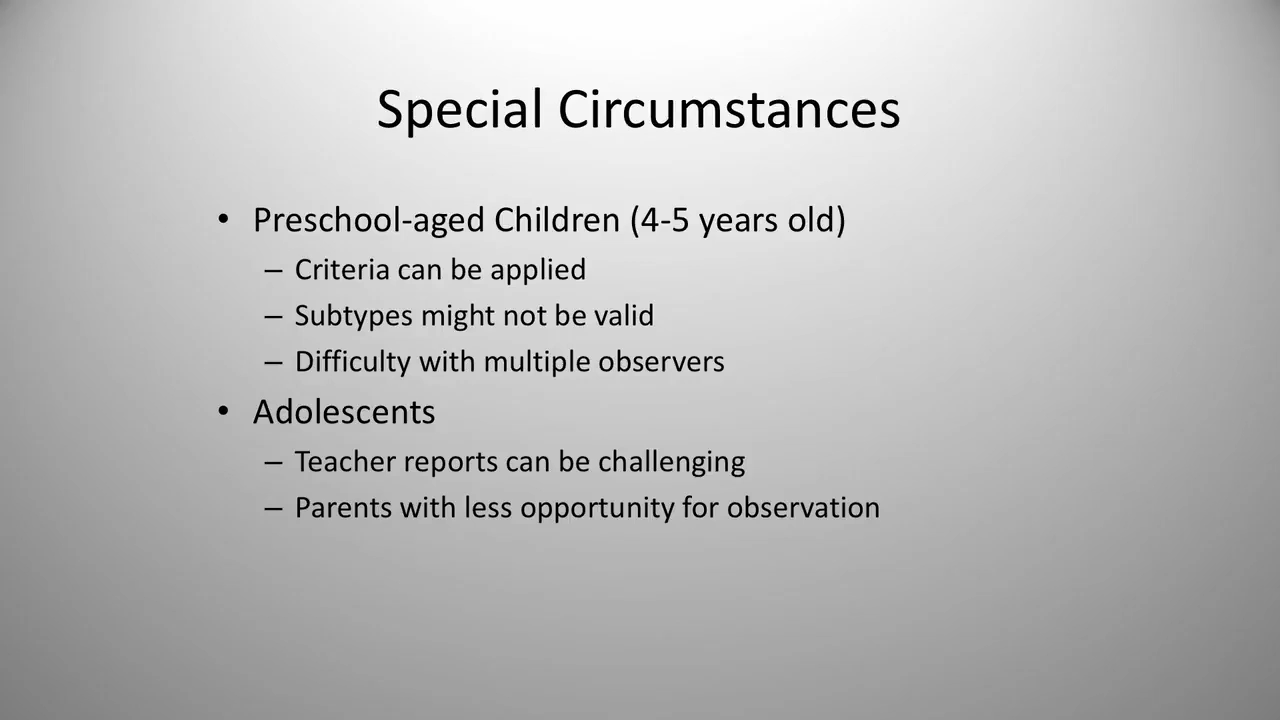 Special Circumstances
• Preschool-aged Children (4-5 years old)
– Criteria can be applied
– Subtypes might not be valid
– Difficulty with multiple observers
• Adolescents
– Teacher reports can be challenging
– Parents with less opportunity for observation